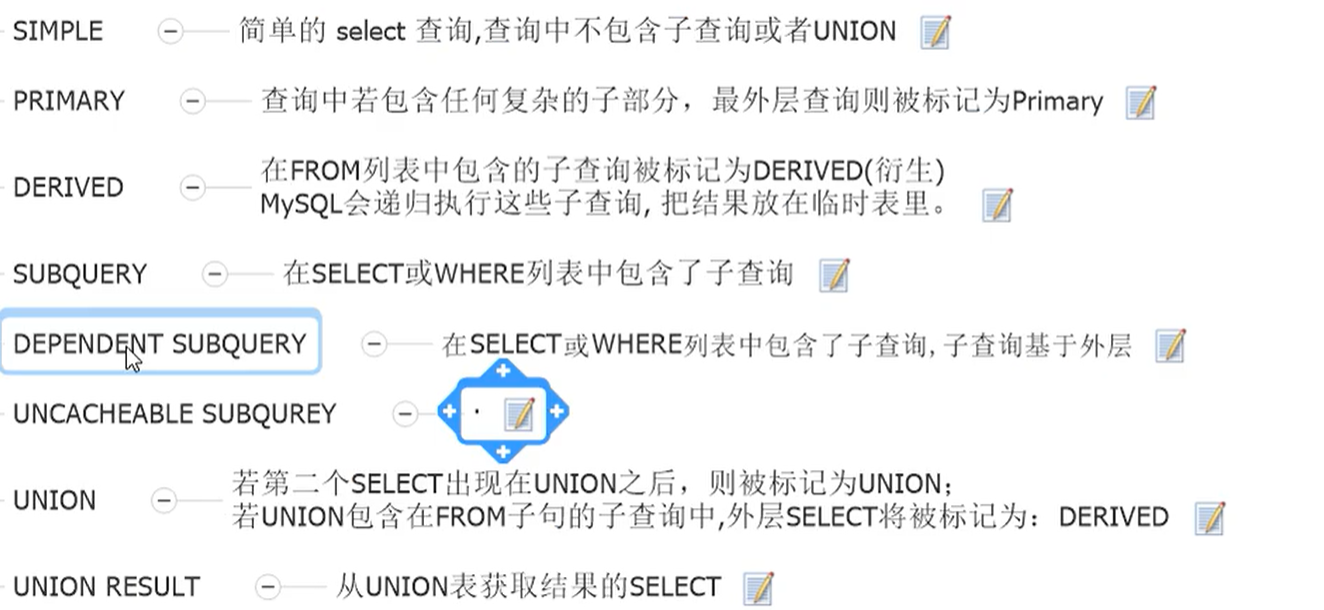 SIMPLE 简单的 select 查询,查询中不包含子查询或者UNION
PRIMARY 查询中若包含任何复杂的子部分，最外层查询则被标记为Primary
DERIVED 在FROM列表中包含的子查询被标记为DERIVED(衍生)
MySQL会递归执行这些子查询, 把结果放在临时表里。
SUBQUERY 在SELECT或WHERE列表中包含了子查询
DEPENDENT SUBQUERY 在SELECT或WHERE列表中包含了子查询,子查询基于外层
UNCACHEABLE SUBQUREY ·
UNION 若第二个SELECT出现在UNION之后，则被标记为UNION；
若UNION包含在FROM子句的子查询中,外层SELECT将被标记为：DERIVED
UNION RESULT 从UNION表获取结果的SELECT